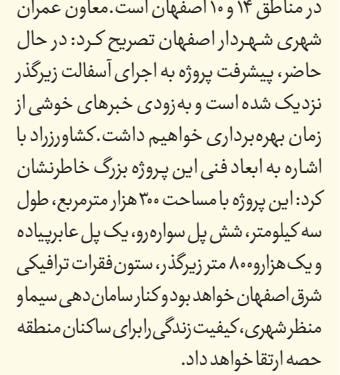 در مناطق ۱۴ و ۱۰ اصفهان است.معاون عمران
شهری شهردار اصفهان تصریح کرد: در حال
حاضر، پیشرفت پروژه به اجرای آسفالت زیرگذر
نزدیک شده است و به‌زودی خبرهای خوشی از
زمان بهره‌برداری خواهیم داشت.کشاورزراد با
اشاره به ابعاد فنی این پروژه بزرگ خاطرنشان
کرد: این پروژه با مساحت ۳۰۰ هزار مترمربع، طول
سه کیلومتر، شش پل سواره‌رو، یک پل عابرپیاده
و یک‌هزارو۸۰۰ متر زیرگذر، ستون فقرات ترافیکی
شرق اصفهان خواهد بود و کنار سامان‌دهی سیما و
منظر شهری، کیفیت زندگی را برای ساکنان منطقه
حصه ارتقا خواهد داد.